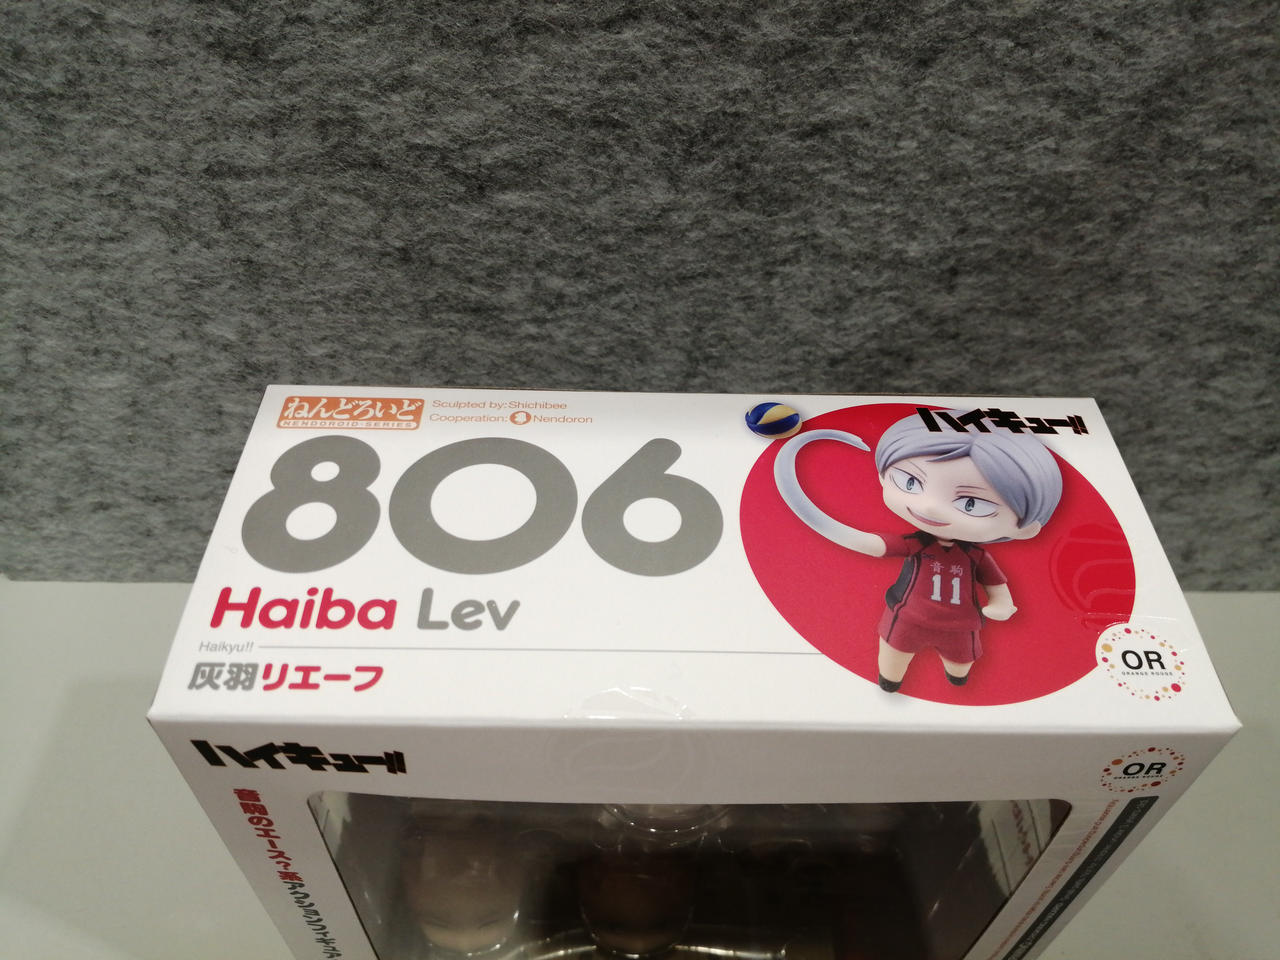 ねんどろいど
NENDOROID-SERIES
Sculpted by: Shichibee
Cooperation: Nendoron
806
Haiba Lev
Haikyu!!
灰羽リエーフ
ハイキュー!!
音駒
11
OR
ORANGE ROUGE
ハイキュー!!
OR
ORANGE ROUGE